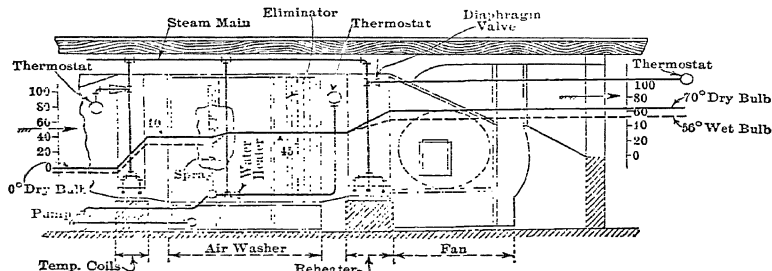 Eliminator
Diaphragm
Steam Main
Thermostat
Valve
Thermostat
Thermostat
100
80
60
40
20
0
100
80
60
40
20
0
70° Dry Bulb
56° Wet Bulb
40
45
Spray
Water Heater
0° Dry Bulb
Pump
Air Washer
Fan
Temp. Coils
Reheater